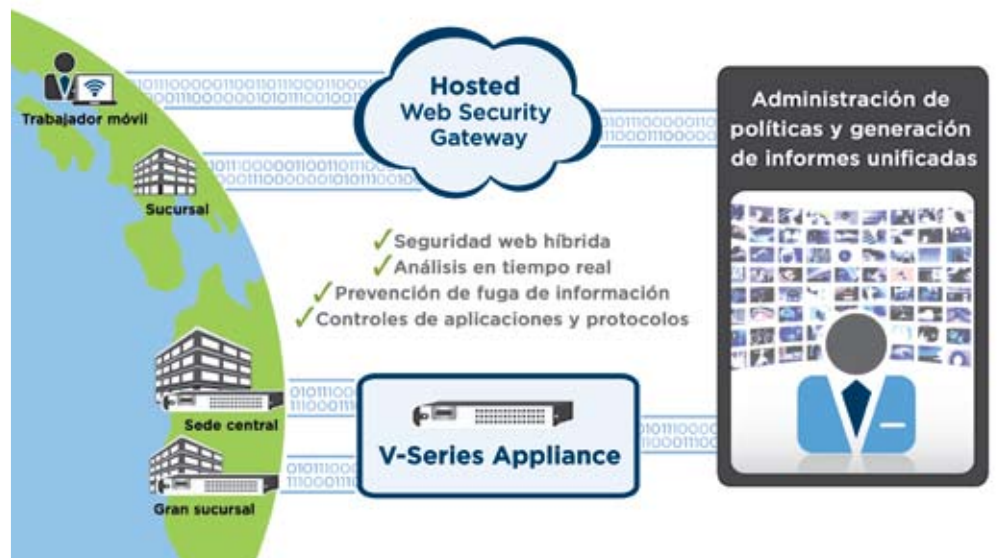 Trabajador móvil
Sucursal
Hosted
Web Security
Gateway
Administración de
políticas y generación
de informes unificadas
Seguridad web híbrida
Análisis en tiempo real
Prevención de fuga de información
Controles de aplicaciones y protocolos
Sede central
Gran sucursal
V-Series Appliance